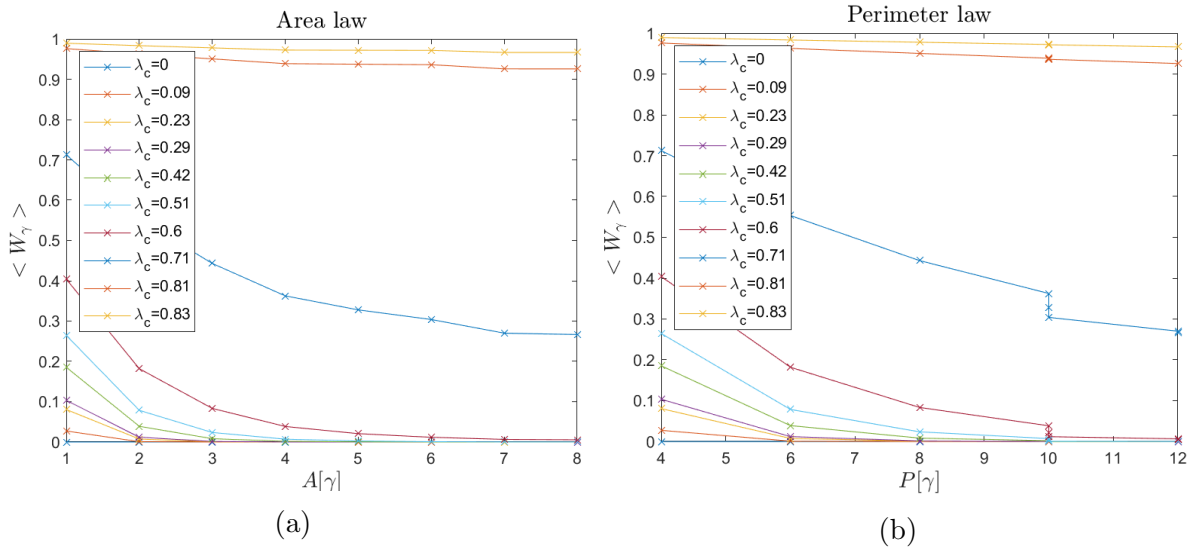 Area law
1
0.9
0.8
0.7
0.6
0.5
0.4
0.3
0.2
0.1
0
< W_γ >
λ_c=0
λ_c=0.09
λ_c=0.23
λ_c=0.29
λ_c=0.42
λ_c=0.51
λ_c=0.6
λ_c=0.71
λ_c=0.81
λ_c=0.83
1 2 3 4 5 6 7 8
A[γ]
(a)
Perimeter law
1
0.9
0.8
0.7
0.6
0.5
0.4
0.3
0.2
0.1
0
< W_γ >
λ_c=0
λ_c=0.09
λ_c=0.23
λ_c=0.29
λ_c=0.42
λ_c=0.51
λ_c=0.6
λ_c=0.71
λ_c=0.81
λ_c=0.83
4 5 6 7 8 9 10 11 12
P[γ]
(b)